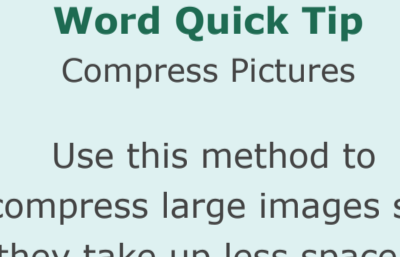 Word Quick Tip
Compress Pictures
Use this method to
compress large images s
they take up less space